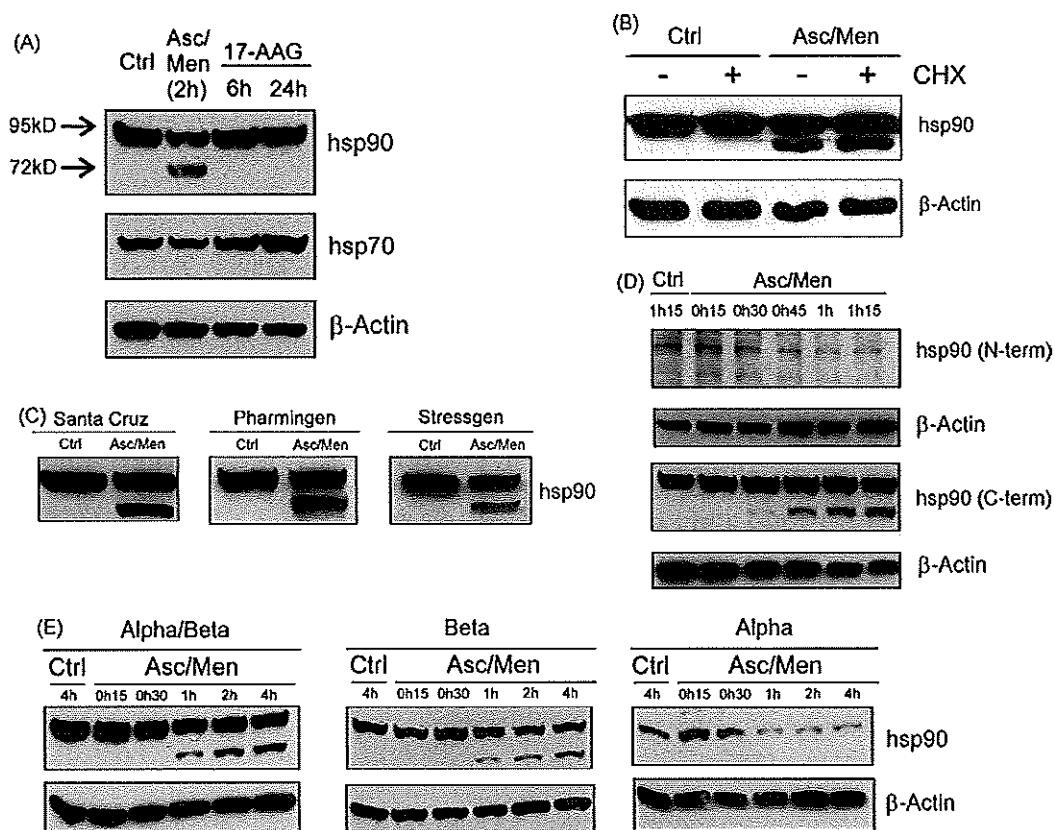 (A)
Ctrl Asc/Men (2h) 17-AAG
6h 24h
95kD
72kD
hsp90
hsp70
β-Actin
(B)
Ctrl Asc/Men
- + - + CHX
hsp90
β-Actin
(C) Santa Cruz Pharmingen Stressgen
Ctrl Asc/Men Ctrl Asc/Men Ctrl Asc/Men
hsp90
(D)
Ctrl Asc/Men
1h15 0h15 0h30 0h45 1h 1h15
hsp90 (N-term)
β-Actin
hsp90 (C-term)
β-Actin
(E) Alpha/Beta Beta Alpha
Ctrl Asc/Men Ctrl Asc/Men Ctrl Asc/Men
4h 0h15 0h30 1h 2h 4h 4h 0h15 0h30 1h 2h 4h 4h 0h15 0h30 1h 2h 4h
hsp90
β-Actin